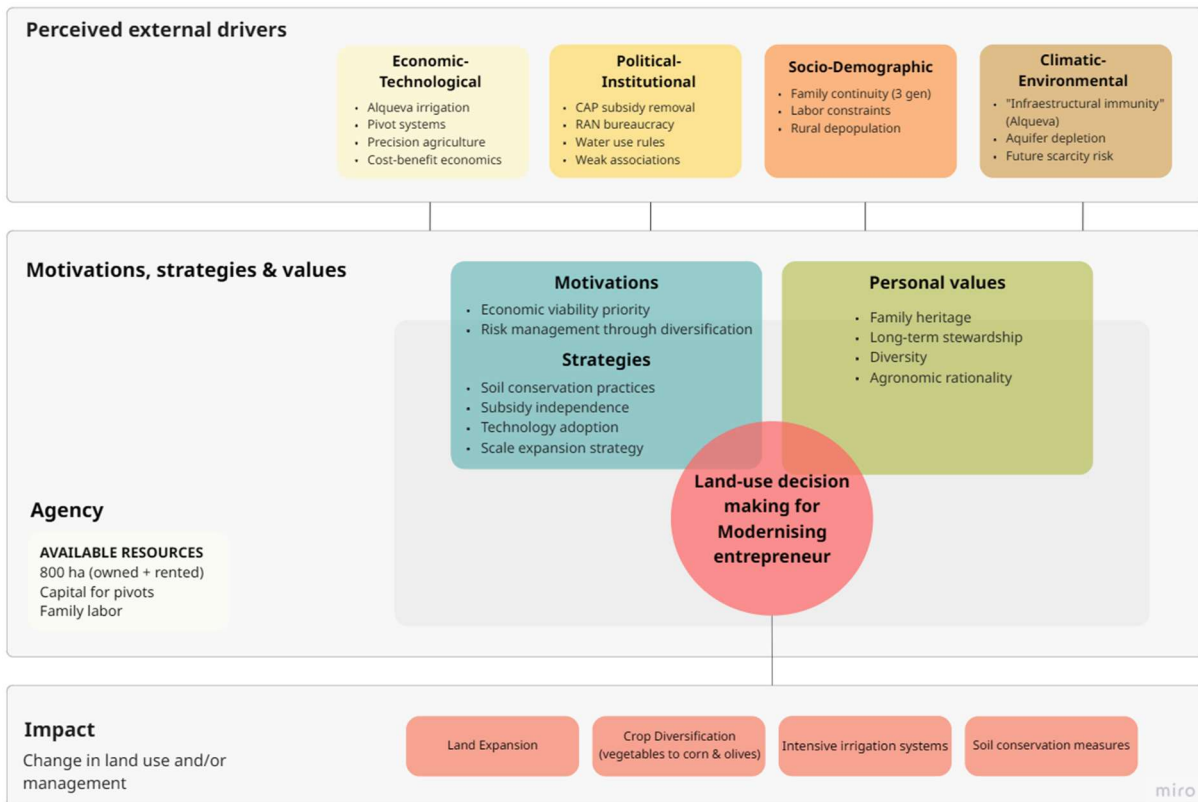 Perceived external drivers
Economic-
Technological
• Alqueva irrigation
• Pivot systems
• Precision agriculture
• Cost-benefit economics
Political-
Institutional
• CAP subsidy removal
• RAN bureaucracy
• Water use rules
• Weak associations
Socio-Demographic
• Family continuity (3 gen)
• Labor constraints
• Rural depopulation
Climatic-
Environmental
• "Infraestructural immunity"
(Alqueva)
• Aquifer depletion
• Future scarcity risk
Motivations, strategies & values
Motivations
• Economic viability priority
• Risk management through diversification
Strategies
• Soil conservation practices
• Subsidy independence
• Technology adoption
• Scale expansion strategy
Personal values
• Family heritage
• Long-term stewardship
• Diversity
• Agronomic rationality
Land-use decision
making for
Modernising
entrepreneur
Agency
AVAILABLE RESOURCES
800 ha (owned + rented)
Capital for pivots
Family labor
Impact
Change in land use and/or
management
Land Expansion
Crop Diversification
(vegetables to corn & olives)
Intensive irrigation systems
Soil conservation measures
miro